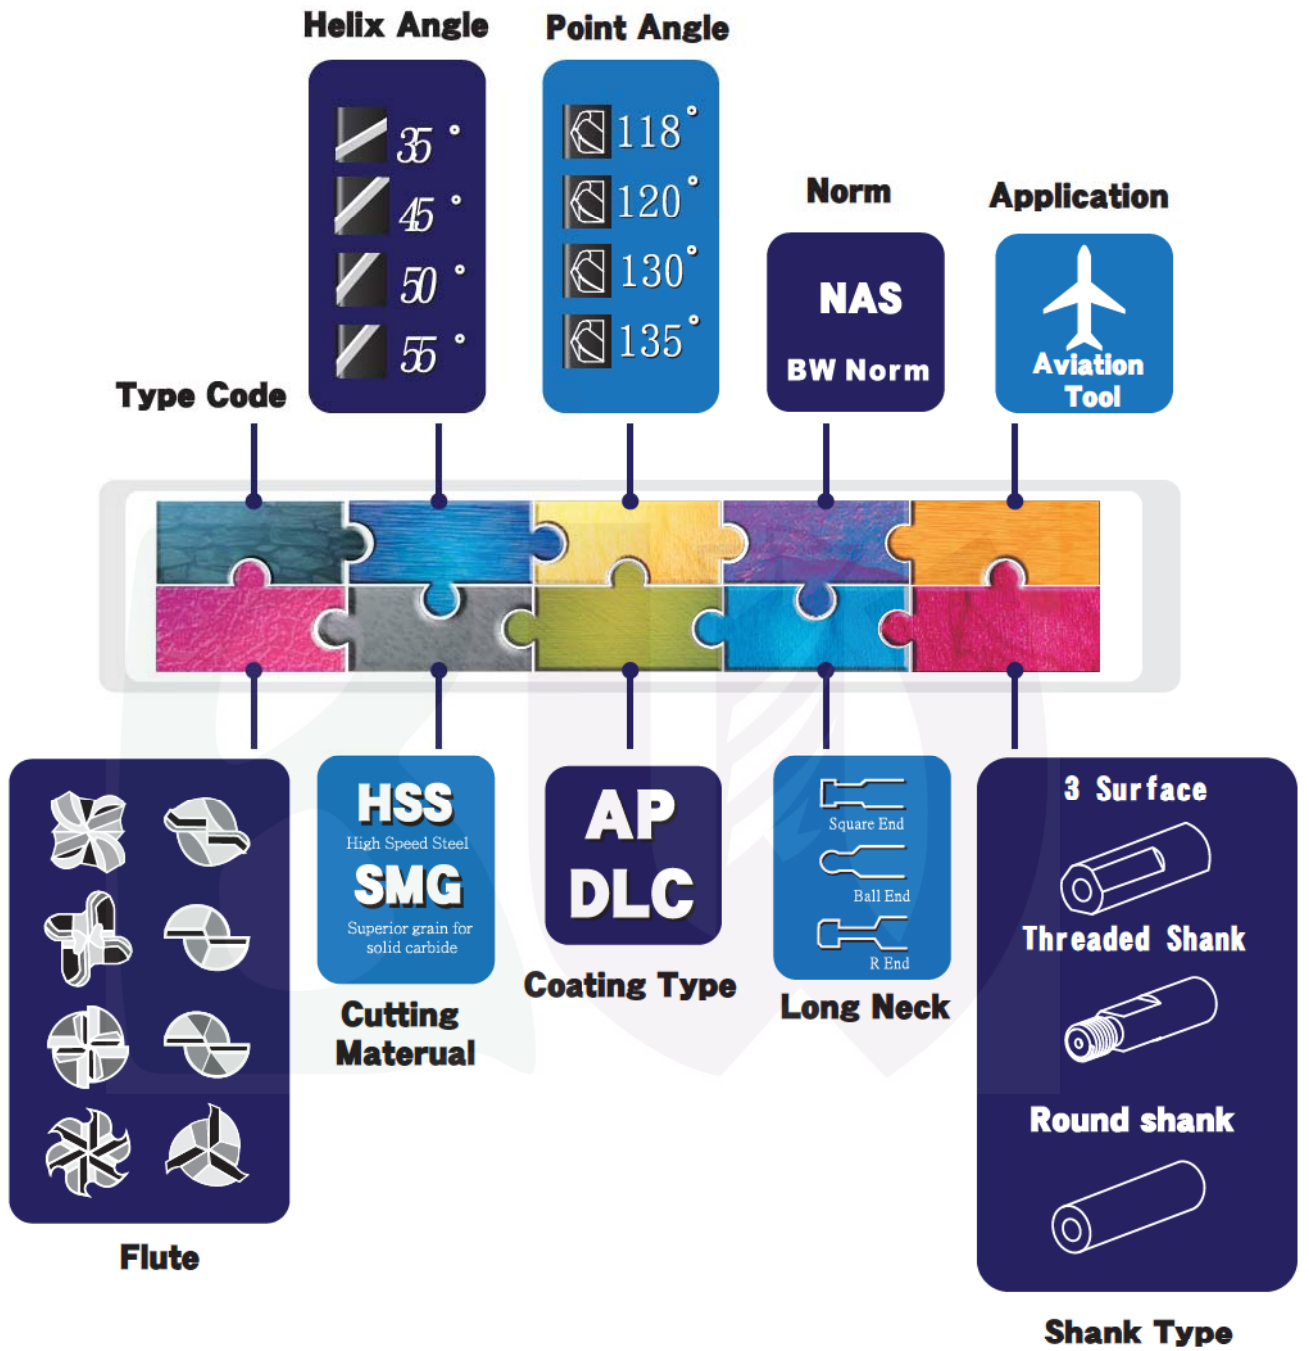 Helix Angle
35°
45°
50°
55°
Point Angle
118°
120°
130°
135°
Norm
NAS
BW Norm
Application
Aviation
Tool
Type Code
Flute
HSS
High Speed Steel
SMG
Superior grain for
solid carbide
Cutting
Materual
AP
DLC
Coating Type
Square End
Ball End
R End
Long Neck
3 Surface
Threaded Shank
Round shank
Shank Type